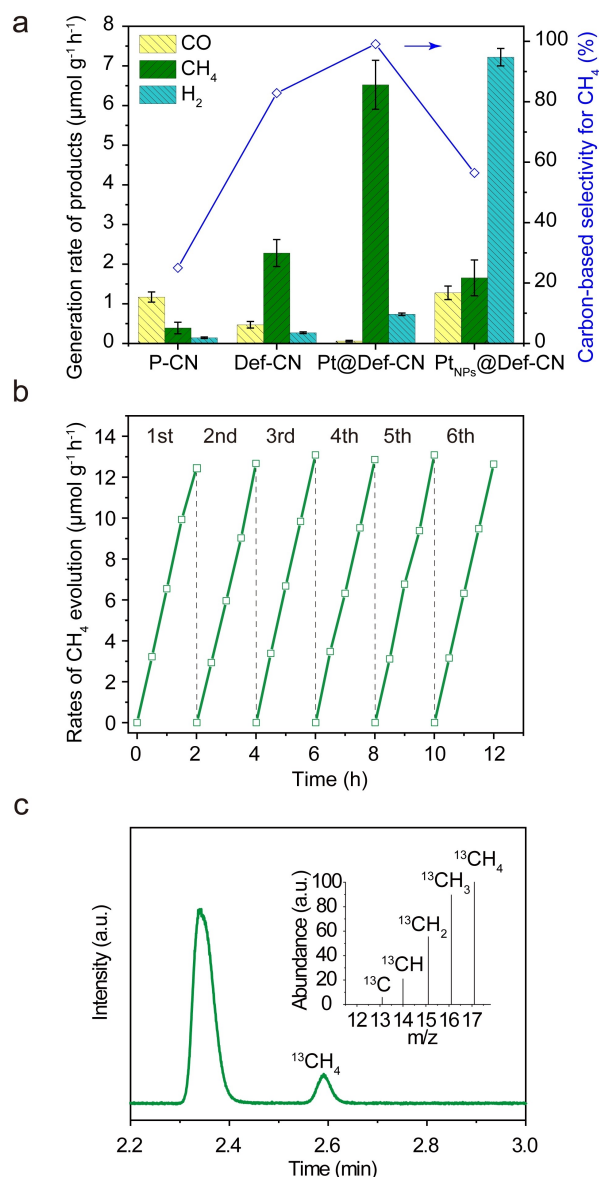 a
CO
CH₄
H₂
Generation rate of products (μmol g⁻¹ h⁻¹)
8
7
6
5
4
3
2
1
0
100
80
60
40
20
0
Carbon-based selectivity for CH₄ (%)
P-CN Def-CN Pt@Def-CN Pt_NPs@Def-CN
b
1st 2nd 3rd 4th 5th 6th
Rates of CH₄ evolution (μmol g⁻¹ h⁻¹)
14
12
10
8
6
4
2
0
0 2 4 6 8 10 12
Time (h)
c
Intensity (a.u.)
¹³CH₄
Abundance (a.u.)
100
80
60
40
20
0
¹³C
¹³CH
¹³CH₂
¹³CH₃
¹³CH₄
12 13 14 15 16 17
m/z
2.2 2.4 2.6 2.8 3.0
Time (min)